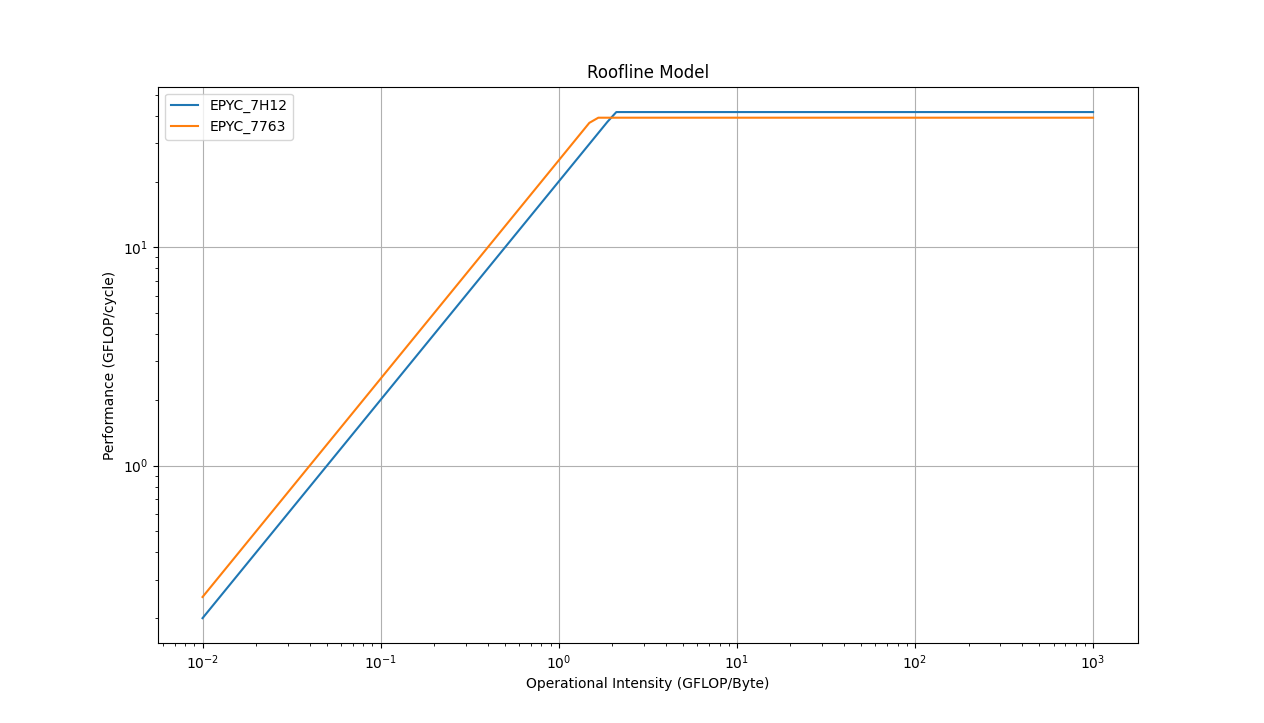 Roofline Model
EPYC_7H12
EPYC_7763
Performance (GFLOP/cycle)
10¹
10⁰
10⁻² 10⁻¹ 10⁰ 10¹ 10² 10³
Operational Intensity (GFLOP/Byte)